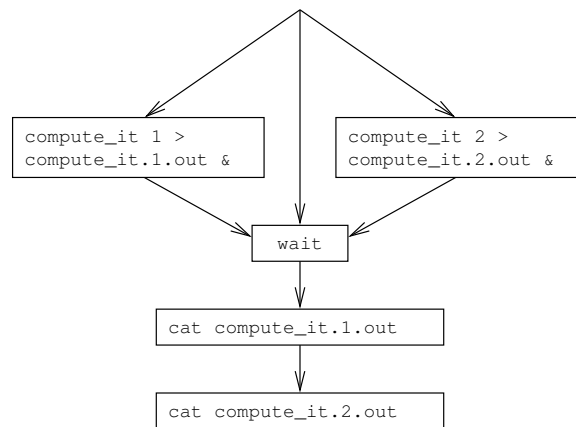 compute_it 1 >
compute_it.1.out &
compute_it 2 >
compute_it.2.out &
wait
cat compute_it.1.out
cat compute_it.2.out